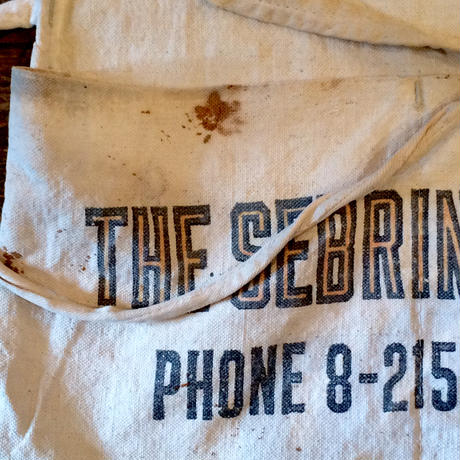 THE SEBRIN
PHONE 8-215